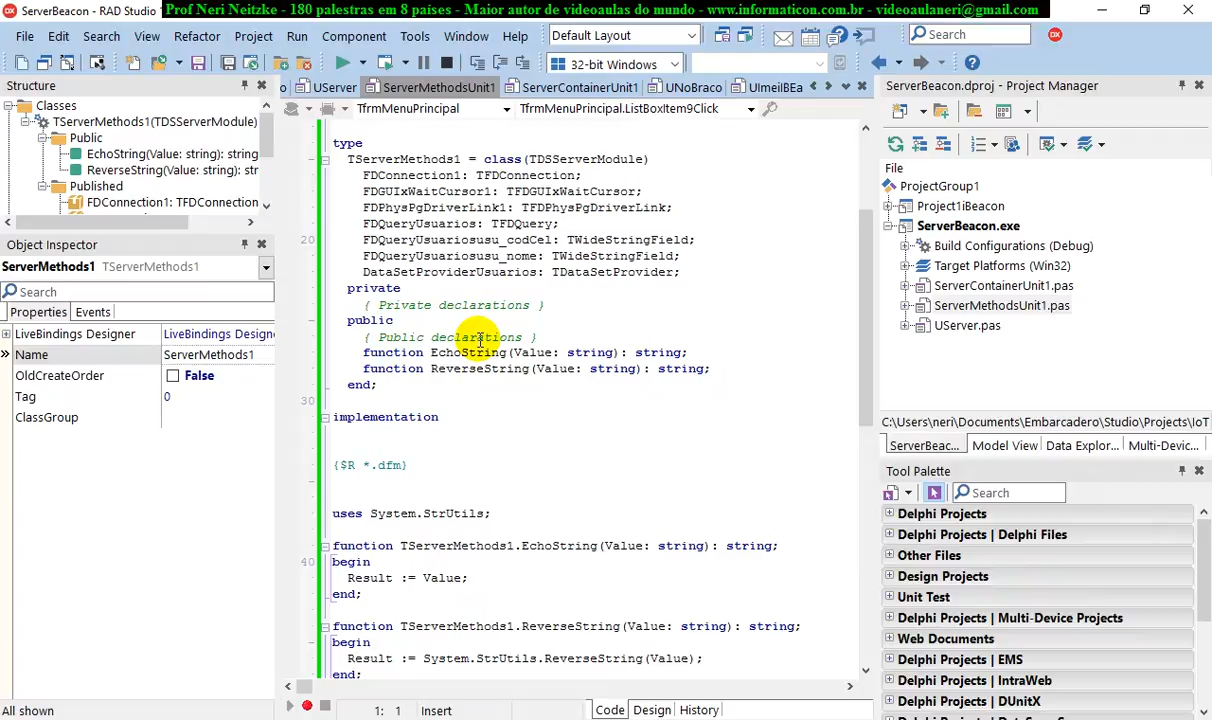 ServerBeacon - RAD Studio 1
Prof Neri Neitzke - 180 palestras em 8 países - Maior autor de videoaulas do mundo - www.informaticon.com.br - videoaulaneri@gmail.com
File Edit Search View Refactor Project Run Component Tools Window Help
Default Layout
Search
32-bit Windows
Structure
Classes
TServerMethods1(TDSServerModule)
Public
EchoString(Value: string): string
ReverseString(Value: string): str
Published
FDConnection1: TFDConnection
Object Inspector
ServerMethods1 TServerMethods1
Search
Properties Events
LiveBindings Designer LiveBindings Designe
Name ServerMethods1
OldCreateOrder False
Tag 0
ClassGroup
All shown
UServer ServerMethodsUnit1 ServerContainerUnit1 UNoBraco UImeilBEa
TfrmMenuPrincipal TfrmMenuPrincipal.ListBoxItem9Click
type
TServerMethods1 = class(TDSServerModule)
FDConnection1: TFDConnection;
FDGUIxWaitCursor1: TFDGUIxWaitCursor;
FDPhysPgDriverLink1: TFDPhysPgDriverLink;
FDQueryUsuarios: TFDQuery;
20 FDQueryUsuariosusu_codCel: TWideStringField;
FDQueryUsuariosusu_nome: TWideStringField;
DataSetProviderUsuarios: TDataSetProvider;
private
{ Private declarations }
public
{ Public declarations }
function EchoString(Value: string): string;
function ReverseString(Value: string): string;
end;
30
implementation
{$R *.dfm}
uses System.StrUtils;
function TServerMethods1.EchoString(Value: string): string;
40 begin
Result := Value;
end;
function TServerMethods1.ReverseString(Value: string): string;
begin
Result := System.StrUtils.ReverseString(Value);
end;
1: 1 Insert
Code Design History
ServerBeacon.dproj - Project Manager
File
ProjectGroup1
Project1iBeacon
ServerBeacon.exe
Build Configurations (Debug)
Target Platforms (Win32)
ServerContainerUnit1.pas
ServerMethodsUnit1.pas
UServer.pas
C:\Users\neri\Documents\Embarcadero\Studio\Projects\IoT
ServerBeac... Model View Data Explor... Multi-Devic...
Tool Palette
Search
Delphi Projects
Delphi Projects | Delphi Files
Other Files
Design Projects
Unit Test
Delphi Projects | Multi-Device Projects
Web Documents
Delphi Projects | EMS
Delphi Projects | IntraWeb
Delphi Projects | DUnitX